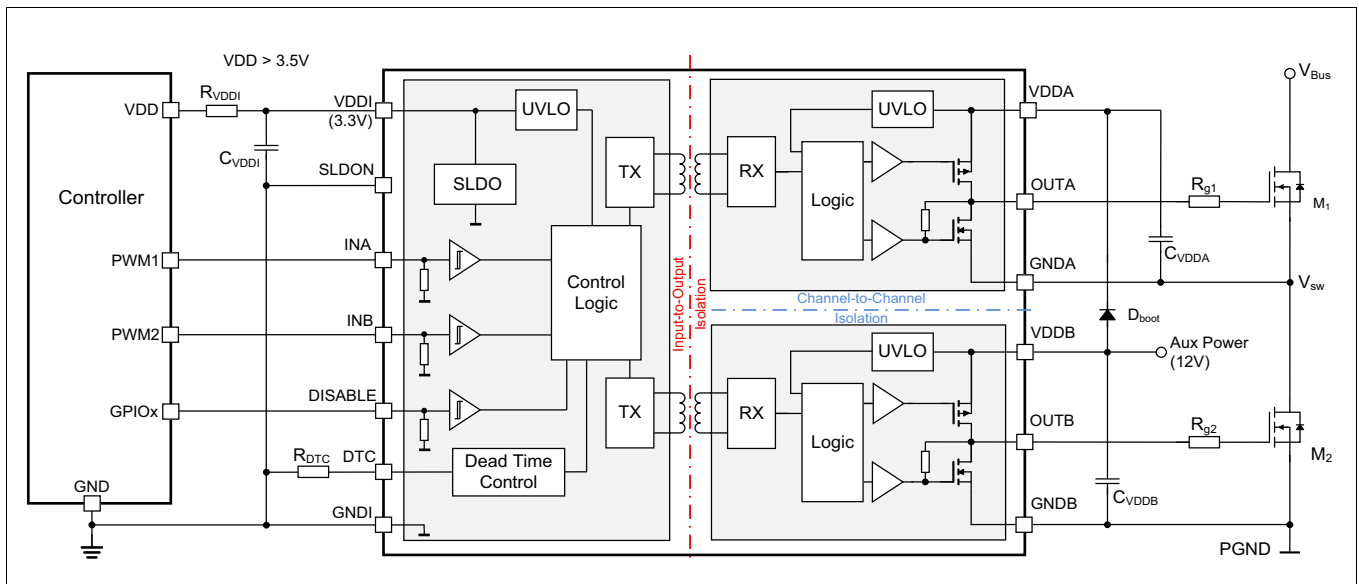 VDD > 3.5V
Controller
VDD
PWM1
PWM2
GPIOx
GND
RVDDI
CVDDI
RDTC
VDDI
(3.3V)
SLDON
INA
INB
DISABLE
DTC
GNDI
UVLO
SLDO
TX
Control
Logic
TX
Dead Time
Control
Input-to-Output
Isolation
Channel-to-Channel
Isolation
UVLO
RX
Logic
UVLO
RX
Logic
VDDA
OUTA
GNDA
VDDB
OUTB
GNDB
VBus
Rg1
M1
CVDDA
Vsw
Dboot
Aux Power
(12V)
Rg2
M2
CVDDB
PGND